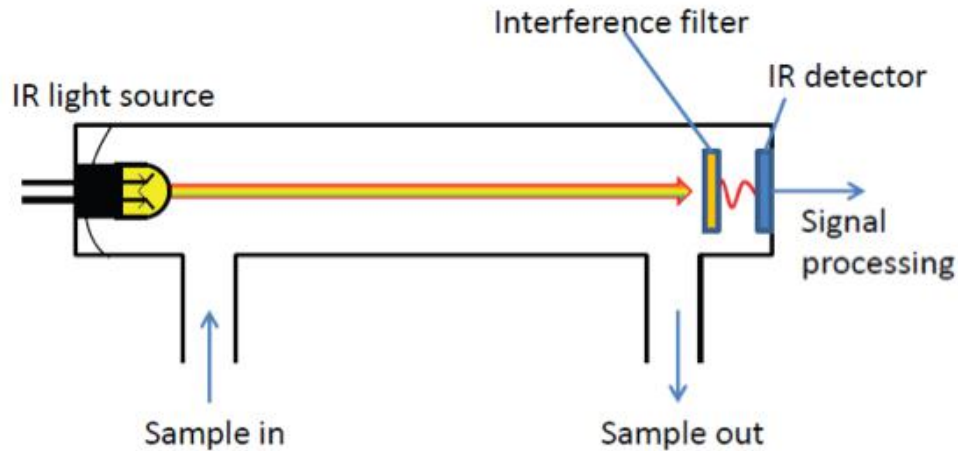 Interference filter
IR light source
IR detector
Signal
processing
Sample in
Sample out